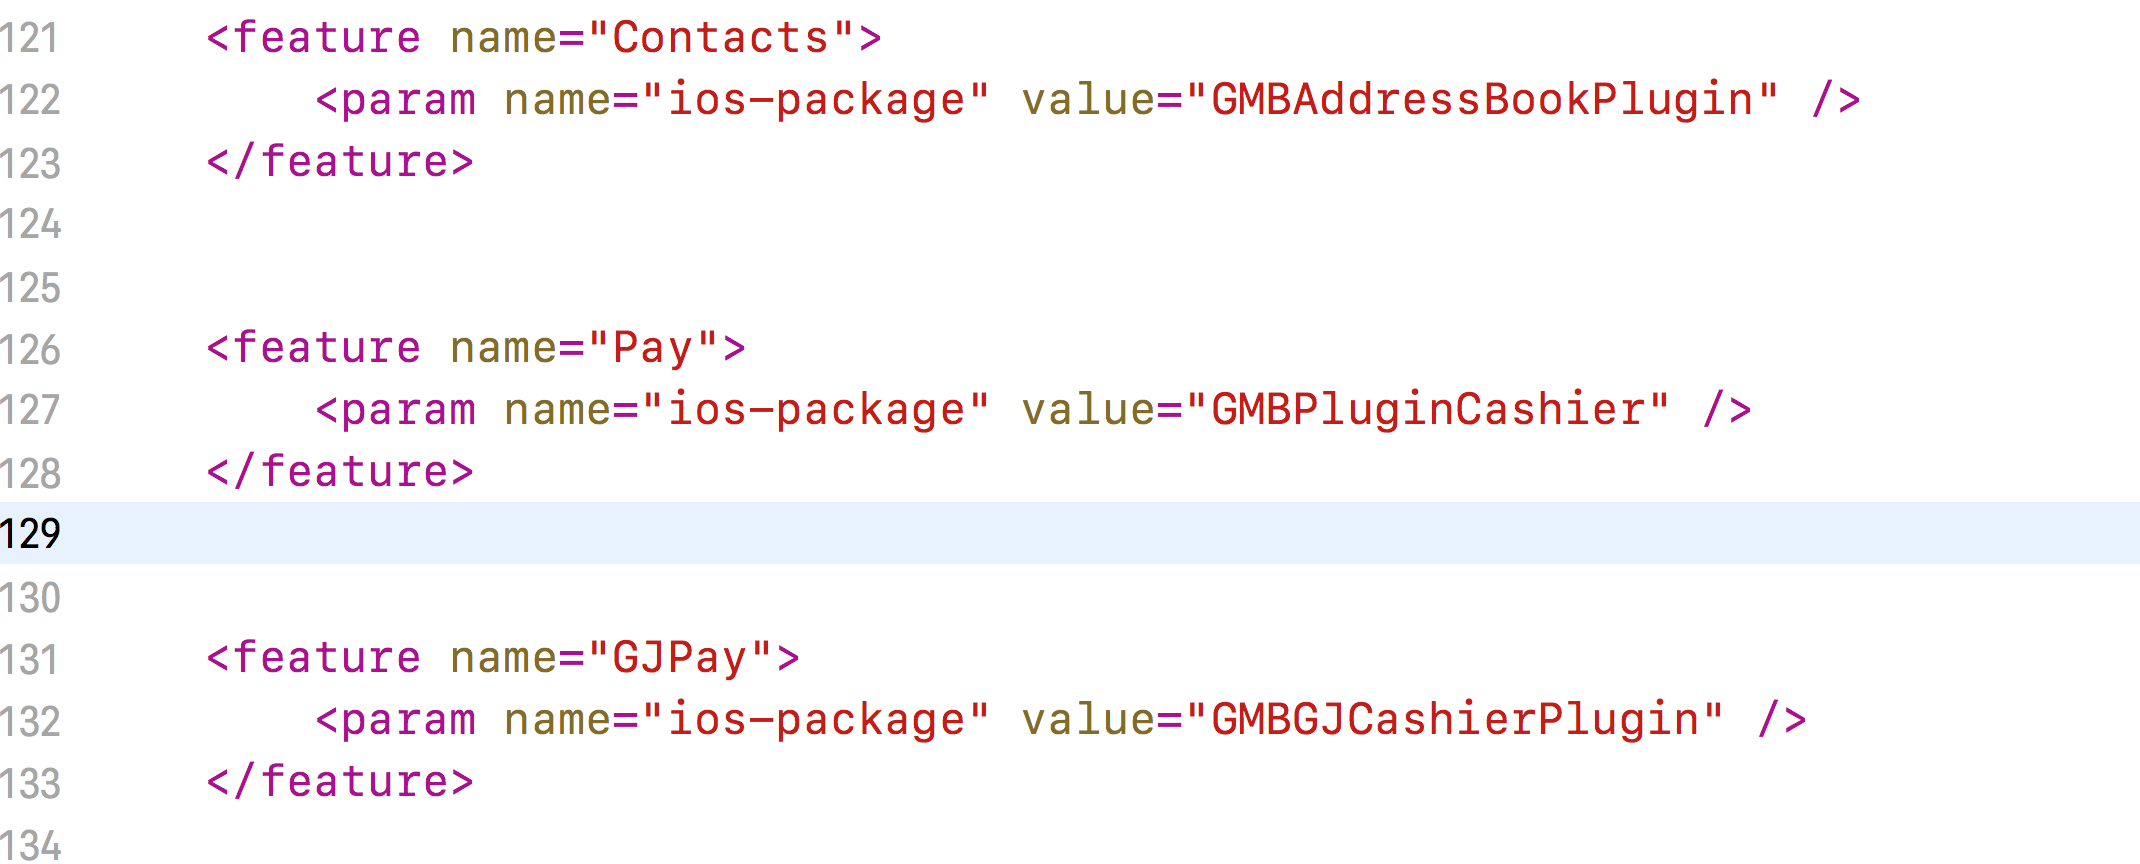 121 <feature name="Contacts">
122 <param name="ios-package" value="GMBAddressBookPlugin" />
123 </feature>
124
125
126 <feature name="Pay">
127 <param name="ios-package" value="GMBPluginCashier" />
128 </feature>
129
130
131 <feature name="GJPay">
132 <param name="ios-package" value="GMBGJCashierPlugin" />
133 </feature>
134